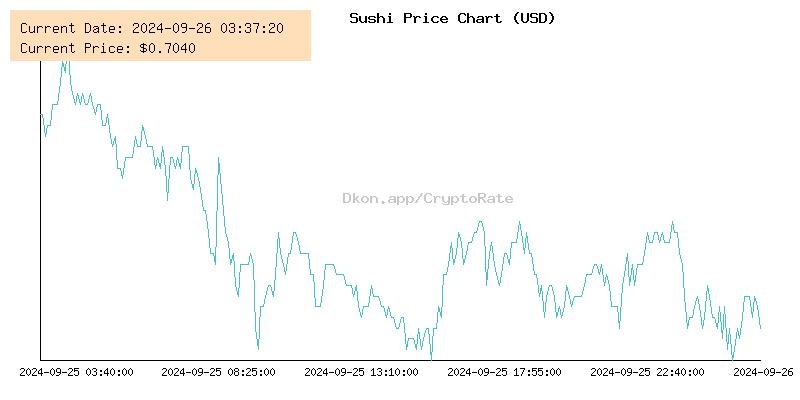 Sushi Price Chart (USD)
Current Date: 2024-09-26 03:37:20
Current Price: $0.7040
Dkon.app/CryptoRate
2024-09-25 03:40:00 2024-09-25 08:25:00 2024-09-25 13:10:00 2024-09-25 17:55:00 2024-09-25 22:40:00 2024-09-26